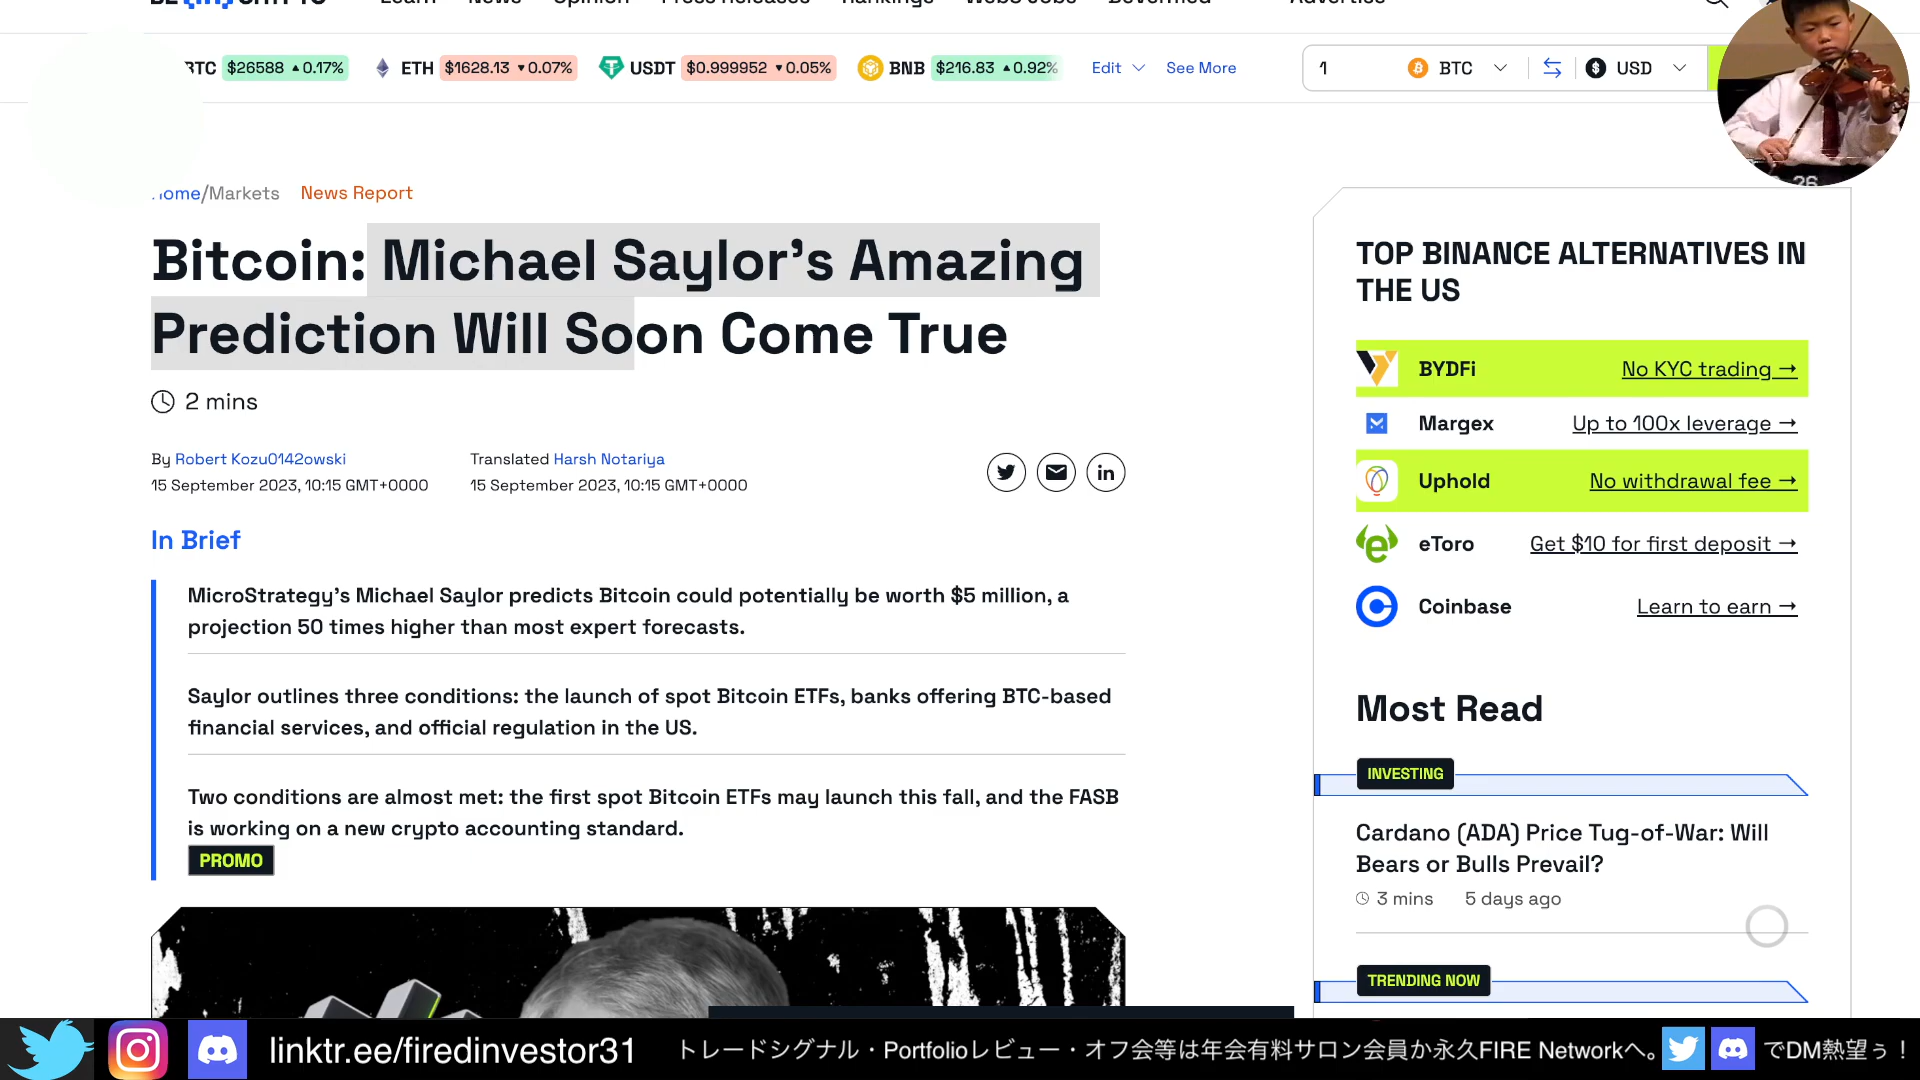 BTC $26588 ▲0.17% ETH $1628.13 ▼0.07% USDT $0.999952 ▼0.05% BNB $216.83 ▲0.92% Edit See More 1 BTC USD
Home/Markets News Report
Bitcoin: Michael Saylor's Amazing
Prediction Will Soon Come True
2 mins
By Robert Kozu0142owski
15 September 2023, 10:15 GMT+0000
Translated Harsh Notariya
15 September 2023, 10:15 GMT+0000
In Brief
MicroStrategy's Michael Saylor predicts Bitcoin could potentially be worth $5 million, a
projection 50 times higher than most expert forecasts.
Saylor outlines three conditions: the launch of spot Bitcoin ETFs, banks offering BTC-based
financial services, and official regulation in the US.
Two conditions are almost met: the first spot Bitcoin ETFs may launch this fall, and the FASB
is working on a new crypto accounting standard.
PROMO
TOP BINANCE ALTERNATIVES IN
THE US
BYDFi No KYC trading →
Margex Up to 100x leverage →
Uphold No withdrawal fee →
eToro Get $10 for first deposit →
Coinbase Learn to earn →
Most Read
INVESTING
Cardano (ADA) Price Tug-of-War: Will
Bears or Bulls Prevail?
3 mins 5 days ago
TRENDING NOW
linktr.ee/firedinvestor31 トレードシグナル・Portfolioレビュー・オフ会等は年会有料サロン会員か永久FIRE Networkへ。 でDM熱望ぅ！